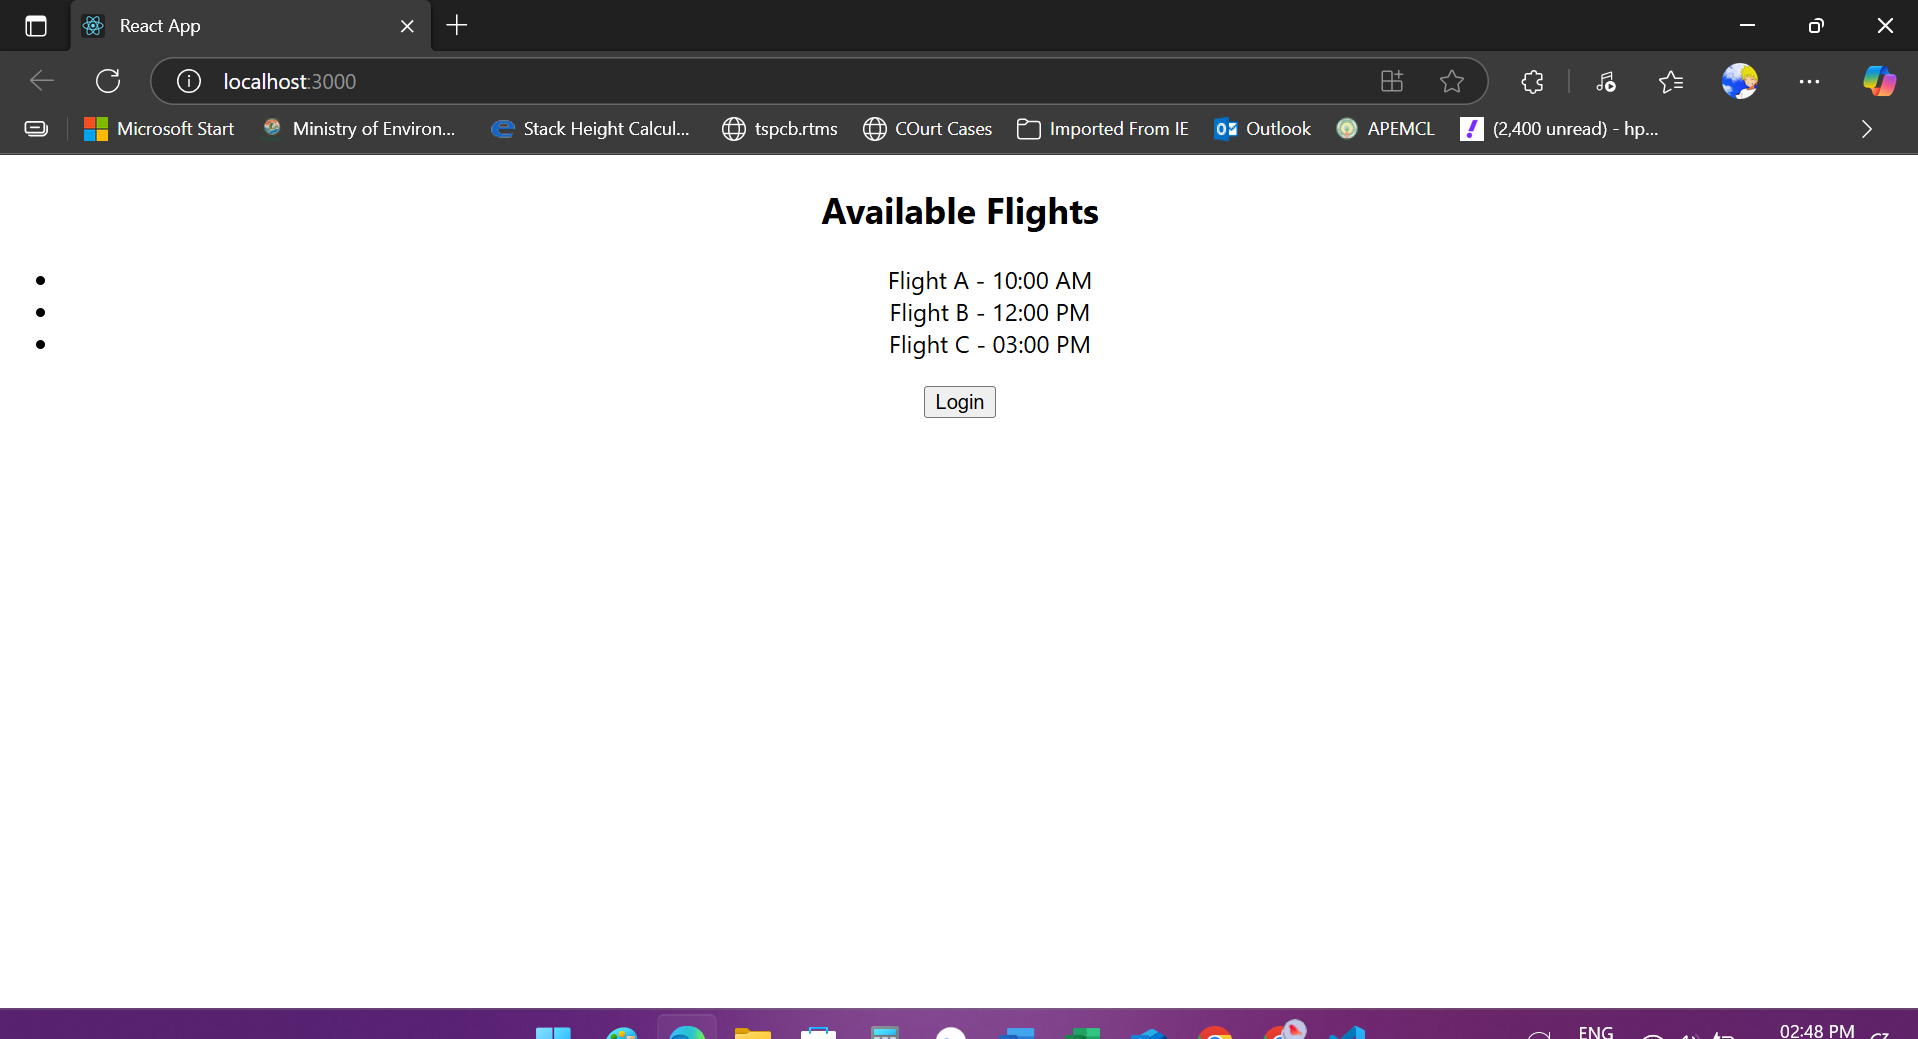 React App
localhost:3000
Microsoft Start Ministry of Environ... Stack Height Calcul... tspcb.rtms COurt Cases Imported From IE Outlook APEMCL (2,400 unread) - hp...
Available Flights
Flight A - 10:00 AM
Flight B - 12:00 PM
Flight C - 03:00 PM
Login
ENG 02:48 PM